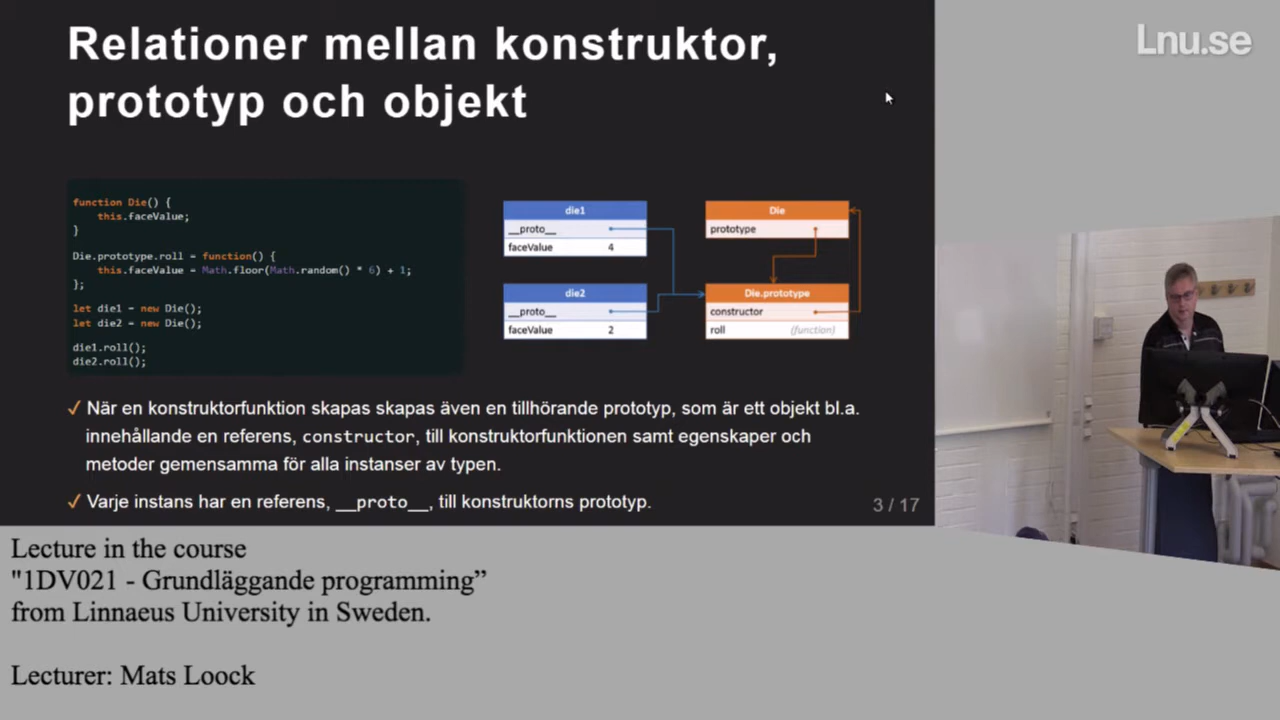 Relationer mellan konstruktor,
prototyp och objekt
Lnu.se
function Die() {
this.faceValue;
}
Die.prototype.roll = function() {
this.faceValue = Math.floor(Math.random() * 6) + 1;
};
let die1 = new Die();
let die2 = new Die();
die1.roll();
die2.roll();
die1
__proto__
faceValue 4
die2
__proto__
faceValue 2
Die
prototype
Die.prototype
constructor
roll (function)
✓ När en konstruktorfunktion skapas skapas även en tillhörande prototyp, som är ett objekt bl.a.
innehållande en referens, constructor, till konstruktorfunktionen samt egenskaper och
metoder gemensamma för alla instanser av typen.
✓ Varje instans har en referens, __proto__, till konstruktorns prototyp.
3 / 17
Lecture in the course
"1DV021 - Grundläggande programming”
from Linnaeus University in Sweden.
Lecturer: Mats Loock